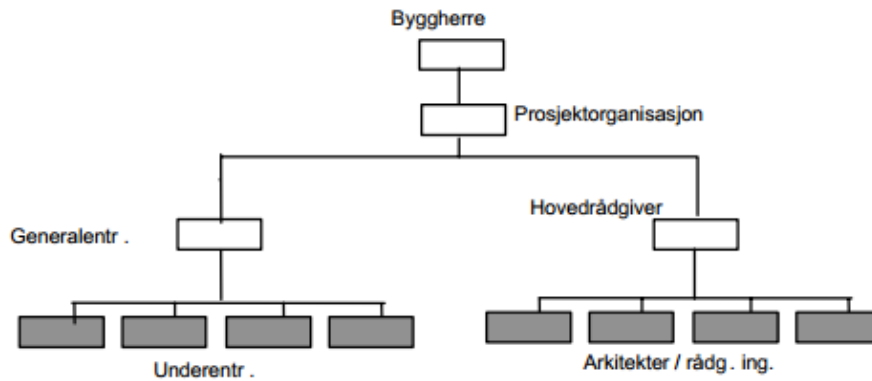 Byggherre
Prosjektorganisasjon
Generalentr .
Hovedrådgiver
Underentr .
Arkitekter / rådg . ing.